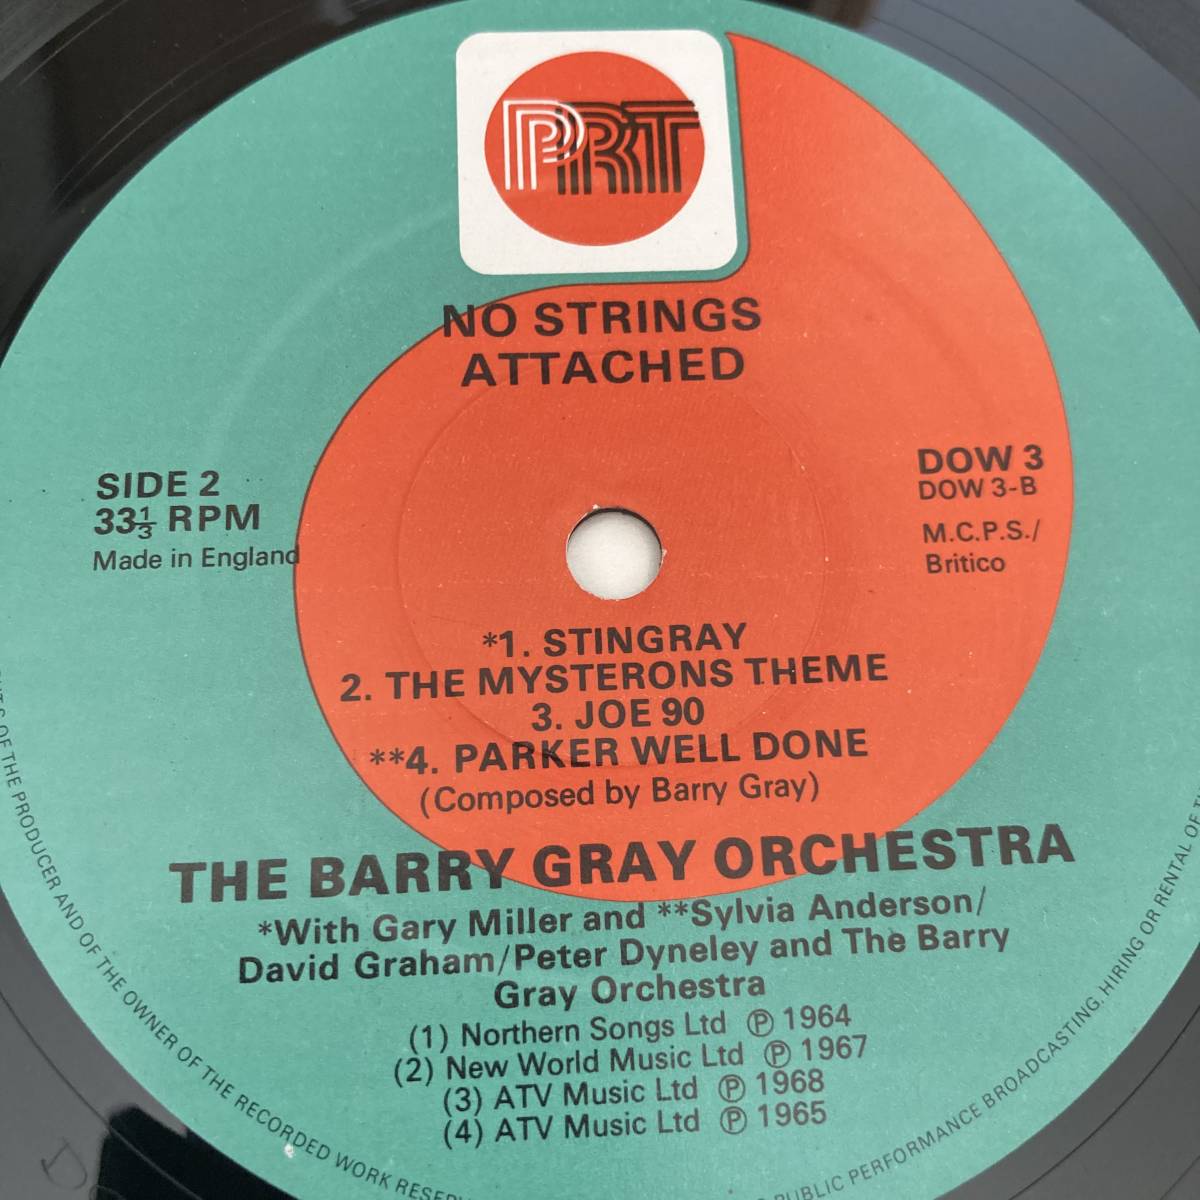 PRT
NO STRINGS
ATTACHED
SIDE 2
33⅓ RPM
Made in England
DOW 3
DOW 3-B
M.C.P.S./
Britico
*1. STINGRAY
2. THE MYSTERONS THEME
3. JOE 90
**4. PARKER WELL DONE
(Composed by Barry Gray)
THE BARRY GRAY ORCHESTRA
*With Gary Miller and **Sylvia Anderson/
David Graham/Peter Dyneley and The Barry
Gray Orchestra
(1) Northern Songs Ltd Ⓟ 1964
(2) New World Music Ltd Ⓟ 1967
(3) ATV Music Ltd Ⓟ 1968
(4) ATV Music Ltd Ⓟ 1965
OF THE PRODUCER AND OF THE OWNER OF THE RECORDED WORK
PUBLIC PERFORMANCE BROADCASTING, HIRING OR RENTAL OF